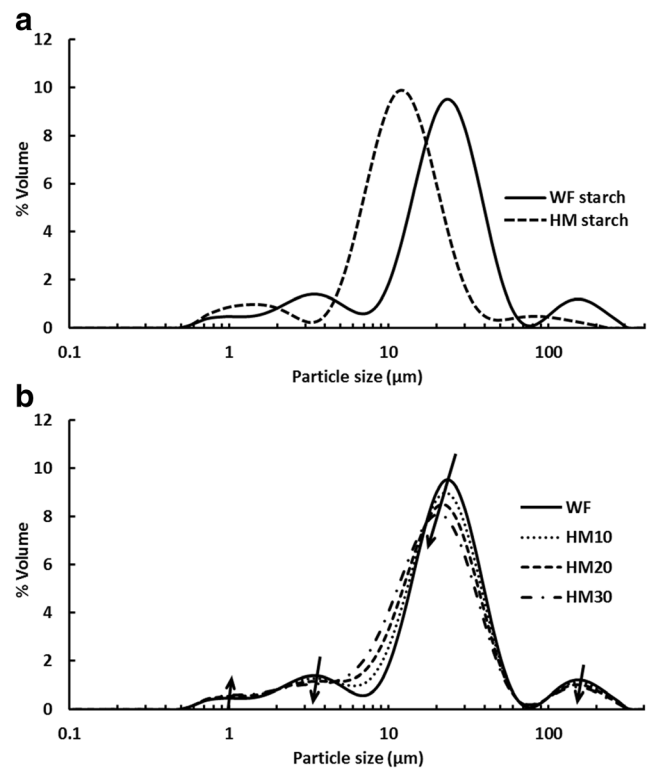 a
12
10
8
6
4
2
0
% Volume
WF starch
HM starch
0.1 1 10 100
Particle size (µm)
b
12
10
8
6
4
2
0
% Volume
WF
HM10
HM20
HM30
0.1 1 10 100
Particle size (µm)